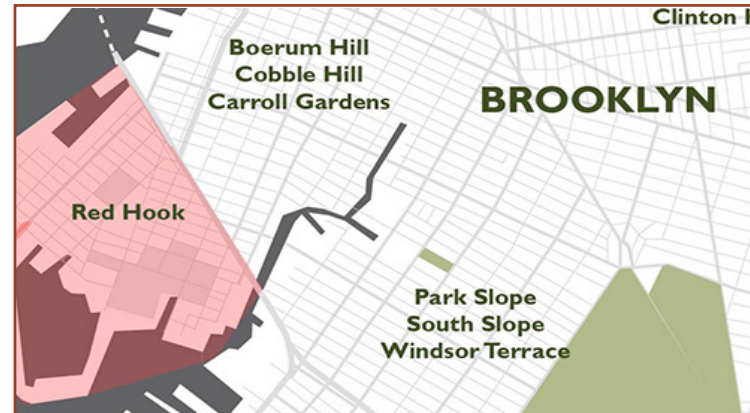 Clinton
Boerum Hill
Cobble Hill
Carroll Gardens
BROOKLYN
Red Hook
Park Slope
South Slope
Windsor Terrace